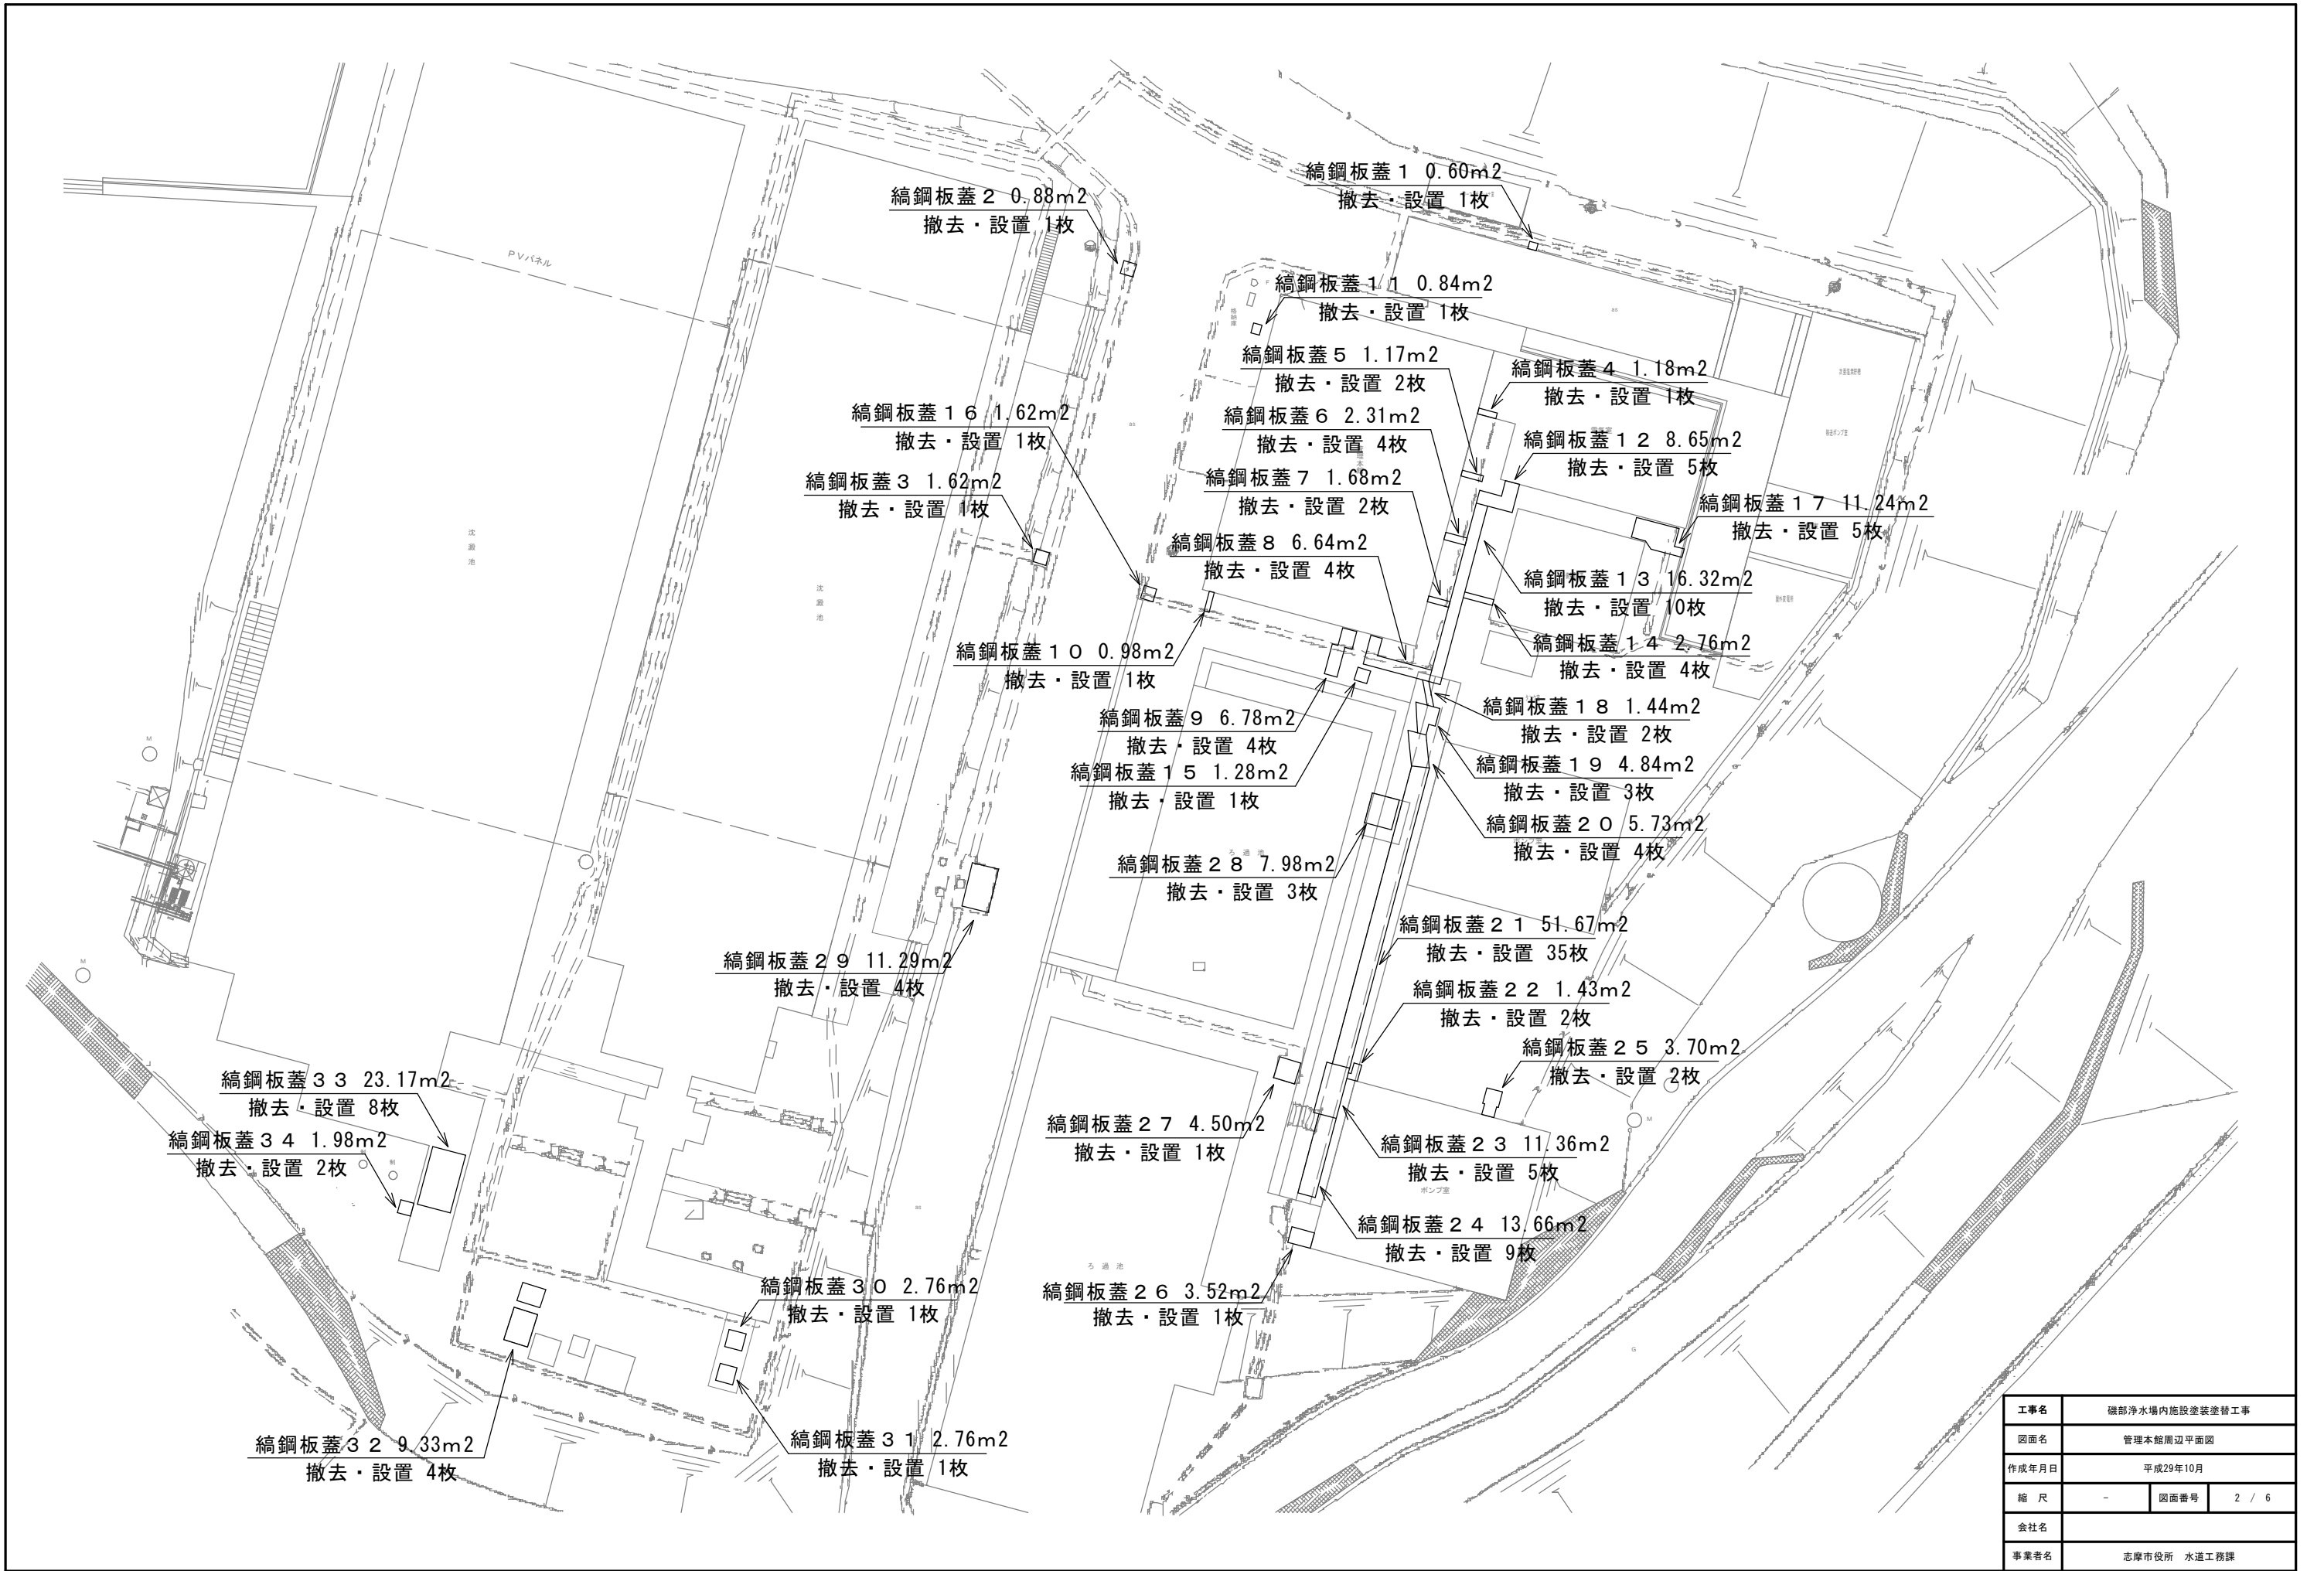 縞鋼板蓋１ 0.60m2
撤去・設置 1枚
縞鋼板蓋２ 0.88m2
撤去・設置 1枚
PVパネル
縞鋼板蓋１１ 0.84m2
撤去・設置 1枚
格納庫
縞鋼板蓋５ 1.17m2
撤去・設置 2枚
縞鋼板蓋４ 1.18m2
撤去・設置 1枚
縞鋼板蓋１６ 1.62m2
撤去・設置 1枚
縞鋼板蓋６ 2.31m2
撤去・設置 4枚
縞鋼板蓋１２ 8.65m2
撤去・設置 5枚
縞鋼板蓋３ 1.62m2
撤去・設置 1枚
縞鋼板蓋７ 1.68m2
撤去・設置 2枚
縞鋼板蓋１７ 11.24m2
撤去・設置 5枚
沈澱池
縞鋼板蓋８ 6.64m2
撤去・設置 4枚
沈澱池
縞鋼板蓋１３ 16.32m2
撤去・設置 10枚
縞鋼板蓋１０ 0.98m2
撤去・設置 1枚
縞鋼板蓋１４ 2.76m2
撤去・設置 4枚
縞鋼板蓋９ 6.78m2
撤去・設置 4枚
縞鋼板蓋１８ 1.44m2
撤去・設置 2枚
M
縞鋼板蓋１５ 1.28m2
撤去・設置 1枚
縞鋼板蓋１９ 4.84m2
撤去・設置 3枚
縞鋼板蓋２０ 5.73m2
撤去・設置 4枚
ろ過池
縞鋼板蓋２８ 7.98m2
撤去・設置 3枚
縞鋼板蓋２１ 51.67m2
撤去・設置 35枚
縞鋼板蓋２９ 11.29m2
撤去・設置 4枚
M
縞鋼板蓋２２ 1.43m2
撤去・設置 2枚
縞鋼板蓋２５ 3.70m2
撤去・設置 2枚
縞鋼板蓋３３ 23.17m2
撤去・設置 8枚
M
縞鋼板蓋２７ 4.50m2
撤去・設置 1枚
縞鋼板蓋３４ 1.98m2
撤去・設置 2枚
縞鋼板蓋２３ 11.36m2
撤去・設置 5枚
ポンプ室
縞鋼板蓋２４ 13.66m2
撤去・設置 9枚
ろ過池
縞鋼板蓋３０ 2.76m2
撤去・設置 1枚
縞鋼板蓋２６ 3.52m2
撤去・設置 1枚
G
縞鋼板蓋３２ 9.33m2
撤去・設置 4枚
縞鋼板蓋３１ 2.76m2
撤去・設置 1枚
工事名 磯部浄水場内施設塗装塗替工事
図面名 管理本館周辺平面図
作成年月日 平成29年10月
縮 尺 - 図面番号 2 / 6
会社名
事業者名 志摩市役所 水道工務課